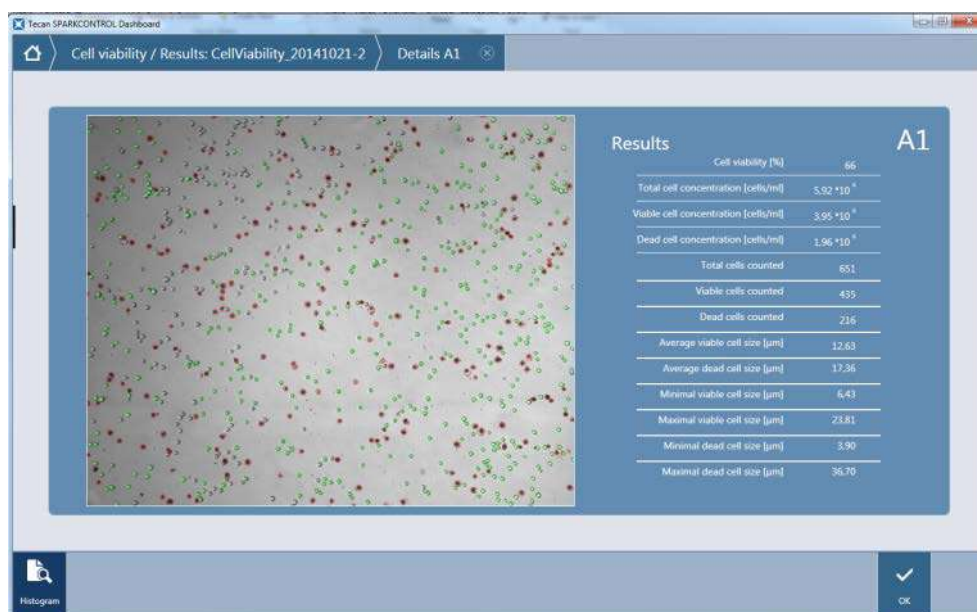 Tecan SPARKCONTROL Dashboard
Cell viability / Results: CellViability_20141021-2 Details A1
Results A1
Cell viability [%] 66
Total cell concentration [cells/ml] 5,92 *10⁶
Viable cell concentration [cells/ml] 3,95 *10⁶
Dead cell concentration [cells/ml] 1,96 *10⁶
Total cells counted 651
Viable cells counted 435
Dead cells counted 216
Average viable cell size [µm] 12,63
Average dead cell size [µm] 17,36
Minimal viable cell size [µm] 6,43
Maximal viable cell size [µm] 23,81
Minimal dead cell size [µm] 3,90
Maximal dead cell size [µm] 36,70
Histogram OK